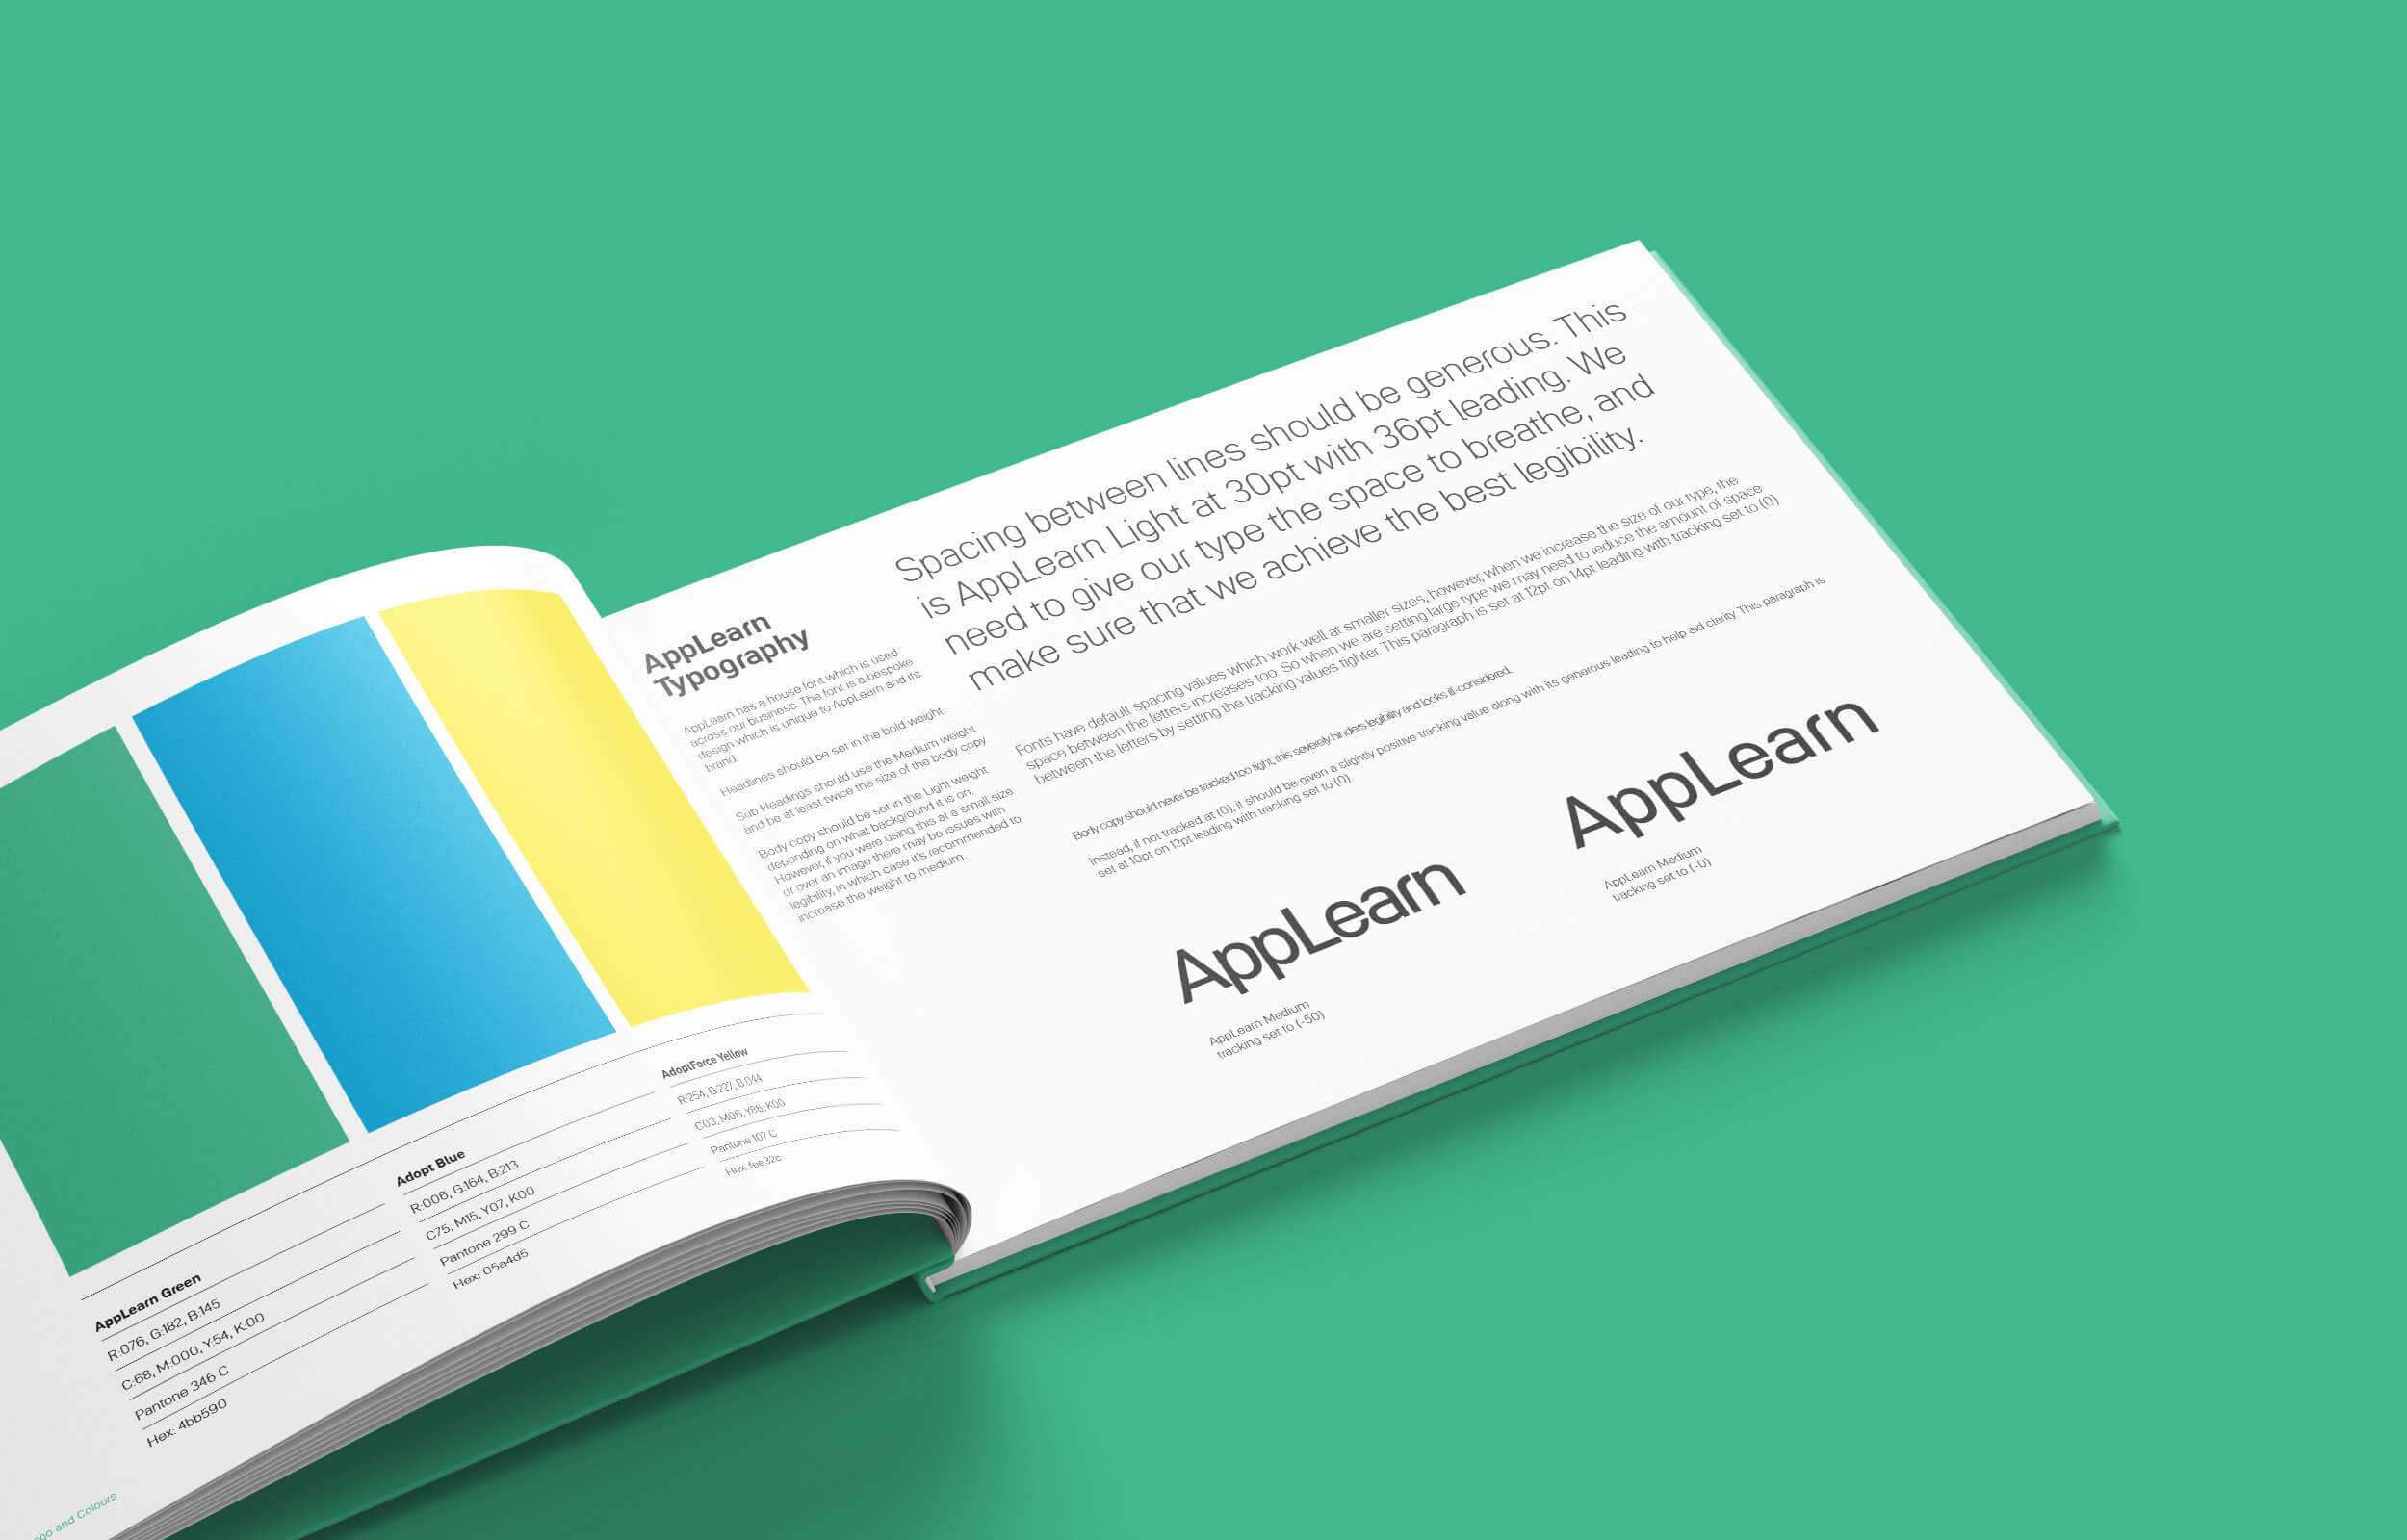 AppLearn Green
R:076, G:182, B:145
C:68, M:000, Y:54, K:00
Pantone 346 C
Hex: 4bb590
Adopt Blue
R:006, G:164, B:213
C75, M15, Y07, K00
Pantone 299 C
Hex: 05a4d5
AdoptForce Yellow
R:254, G:227, B:044
C03, M06, Y86, K00
Pantone 107 C
Hex: fee32c
and Colours
AppLearn
Typography
AppLearn has a house font which is used
across our business. The font is a bespoke
design which is unique to AppLearn and its
brand.
Headlines should be set in the bold weight.
Sub Headings should use the Medium weight
and be at least twice the size of the body copy
Body copy should be set in the Light weight
depending on what background it is on.
However, if you were using this at a small size
or over an image there may be issues with
legibility, in which case it's recommended to
increase the weight to medium.
Spacing between lines should be generous. This
is AppLearn Light at 30pt with 36pt leading. We
need to give our type the space to breathe, and
make sure that we achieve the best legibility.
Fonts have default spacing values which work well at smaller sizes, however, when we increase the size of our type, the
space between the letters increases too. So when we are setting large type we may need to reduce the amount of space
between the letters by setting the tracking values tighter. This paragraph is set at 12pt on 14pt leading with tracking set to (0)
Body copy should never be tracked too tight, this severely hinders legibility and looks ill-considered.
Instead, if not tracked at (0), it should be given a slightly positive tracking value along with its generous leading to help aid clarity. This paragraph is
set at 10pt on 12pt leading with tracking set to (0)
AppLearn
AppLearn Medium
tracking set to (-50)
AppLearn
AppLearn Medium
tracking set to (-0)